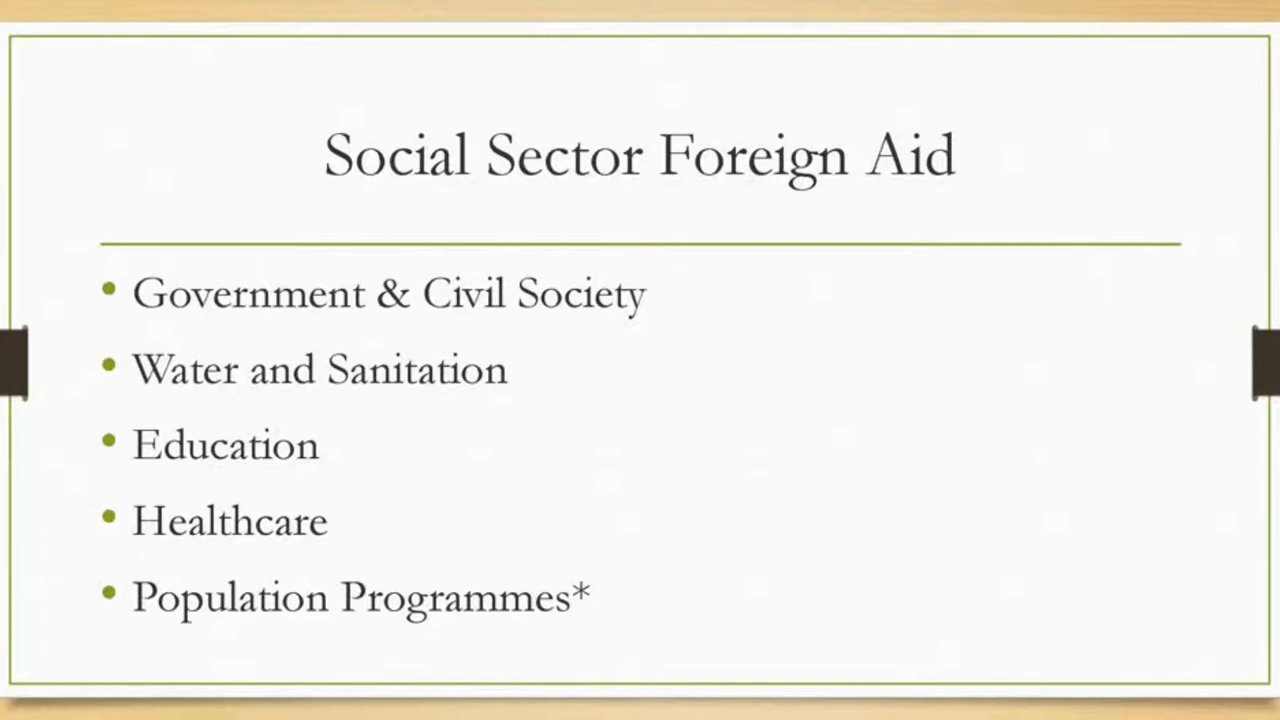 Social Sector Foreign Aid
• Government & Civil Society
• Water and Sanitation
• Education
• Healthcare
• Population Programmes*